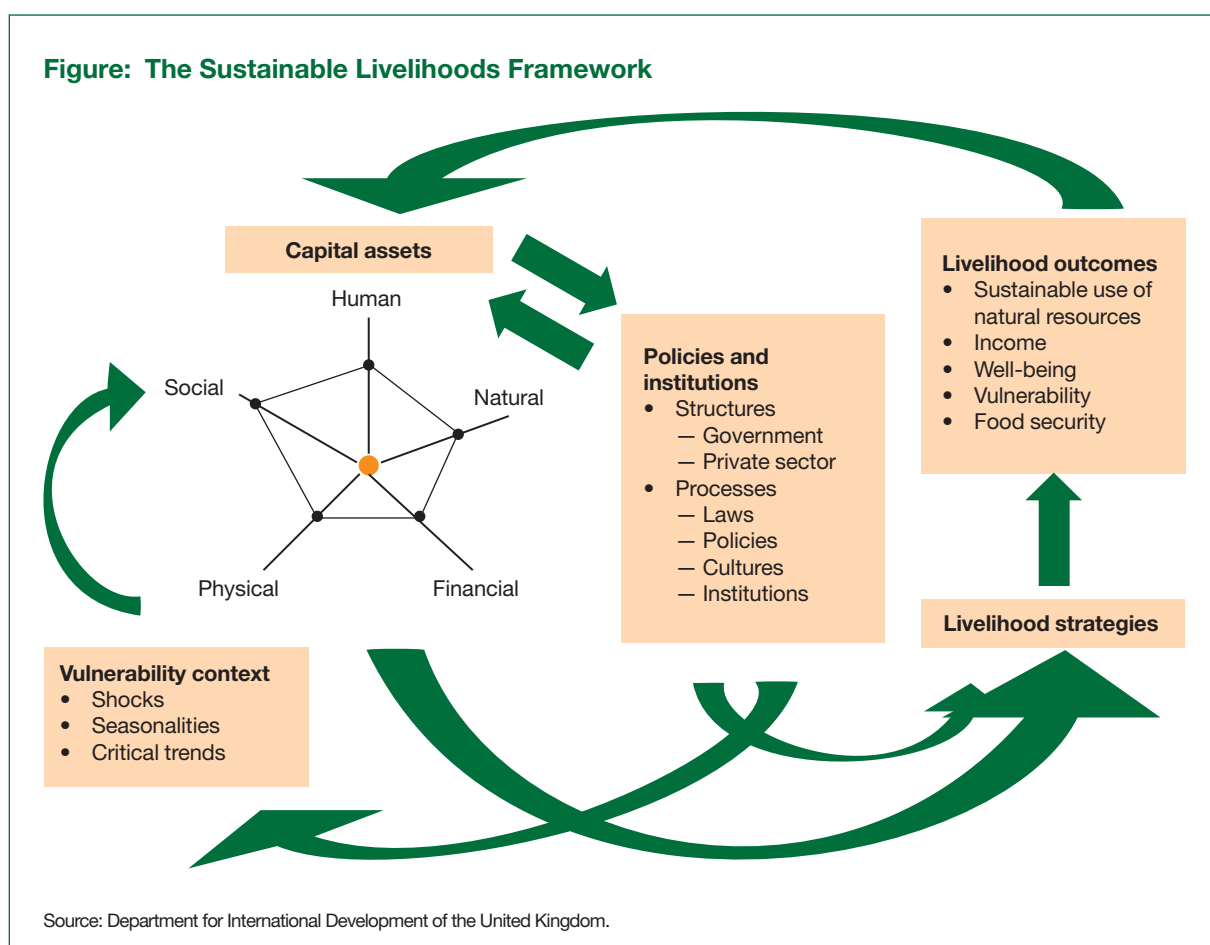 Figure: The Sustainable Livelihoods Framework
Capital assets
Human
Social
Natural
Physical
Financial
Vulnerability context
• Shocks
• Seasonalities
• Critical trends
Policies and
institutions
• Structures
— Government
— Private sector
• Processes
— Laws
— Policies
— Cultures
— Institutions
Livelihood outcomes
• Sustainable use of
natural resources
• Income
• Well-being
• Vulnerability
• Food security
Livelihood strategies
Source: Department for International Development of the United Kingdom.